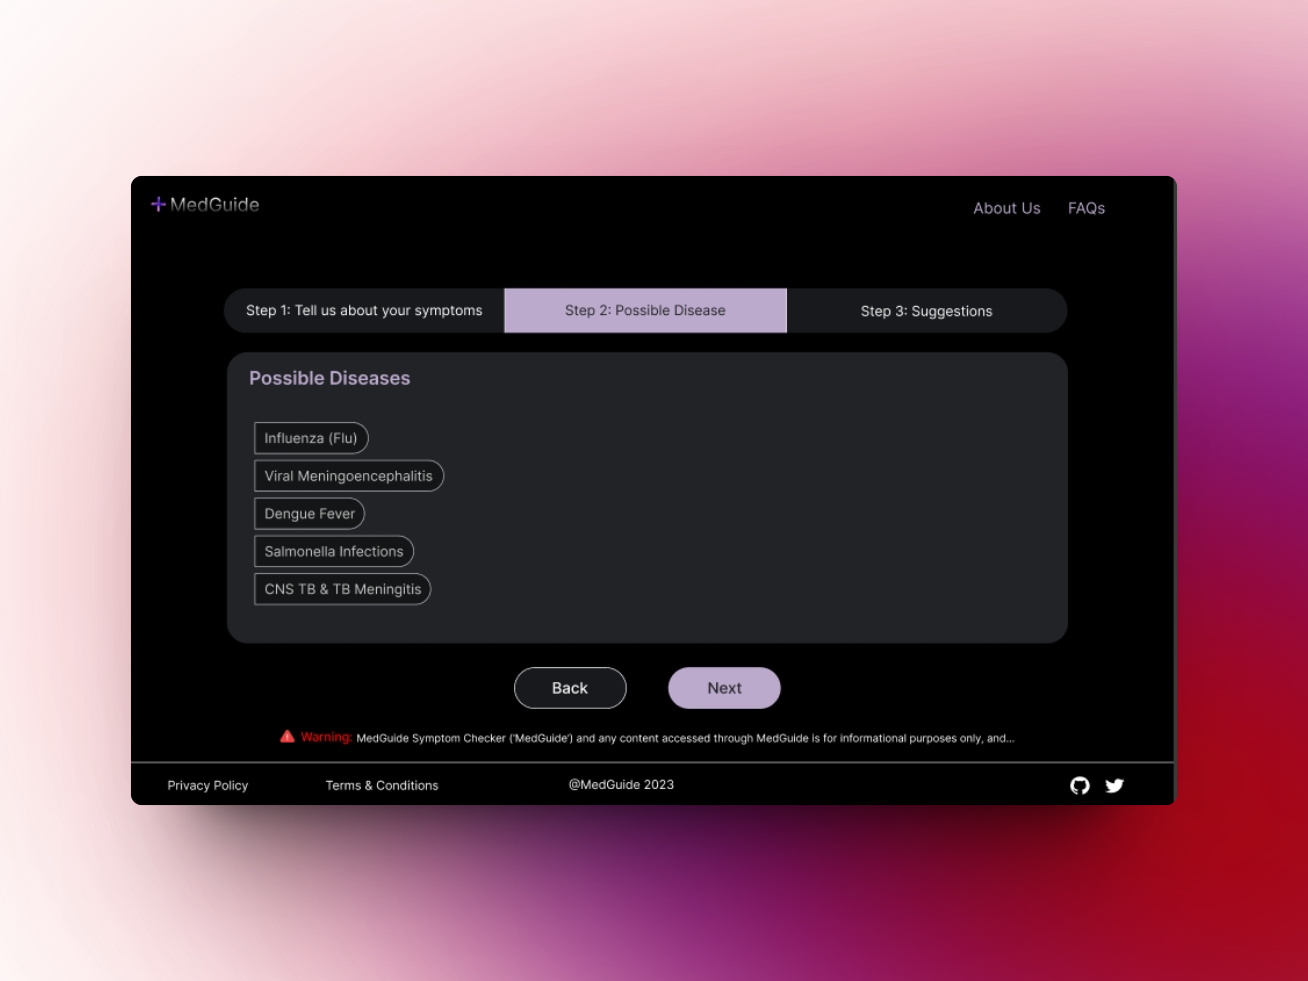 MedGuide
About Us
FAQs
Step 1: Tell us about your symptoms
Step 2: Possible Disease
Step 3: Suggestions
Possible Diseases
Influenza (Flu)
Viral Meningoencephalitis
Dengue Fever
Salmonella Infections
CNS TB & TB Meningitis
Back
Next
Warning: MedGuide Symptom Checker ('MedGuide') and any content accessed through MedGuide is for informational purposes only, and...
Privacy Policy
Terms & Conditions
@MedGuide 2023